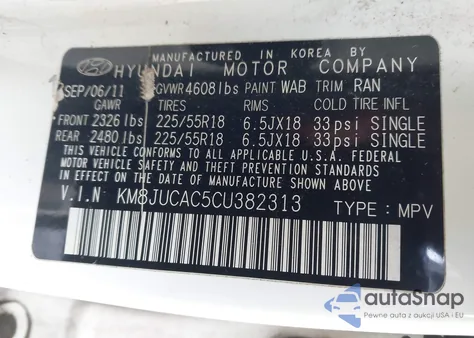 MANUFACTURED IN KOREA BY
HYUNDAI MOTOR COMPANY
SEP/06/11 GVWR 4608lbs PAINT WAB TRIM RAN
GAWR TIRES RIMS COLD TIRE INFL
FRONT 2326 lbs 225/55R18 6.5JX18 33psi SINGLE
REAR 2480 lbs 225/55R18 6.5JX18 33psi SINGLE
THIS VEHICLE CONFORMS TO ALL APPLICABLE U.S.A. FEDERAL
MOTOR VEHICLE SAFETY AND THEFT PREVENTION STANDARDS IN
EFFECT ON THE DATE OF MANUFACTURE SHOWN ABOVE.
V.I.N KM8JUCAC5CU382313 TYPE: MPV
autaSnap
Pewne auta z USA i EU